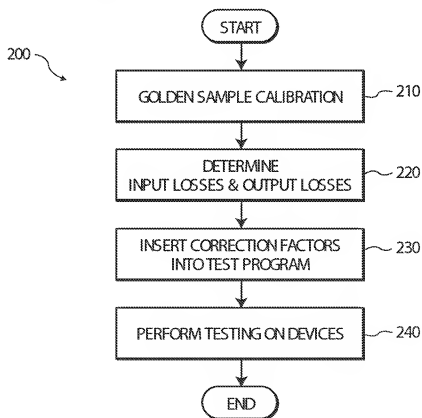 START
200
GOLDEN SAMPLE CALIBRATION
210
DETERMINE
INPUT LOSSES & OUTPUT LOSSES
220
INSERT CORRECTION FACTORS
INTO TEST PROGRAM
230
PERFORM TESTING ON DEVICES
240
END